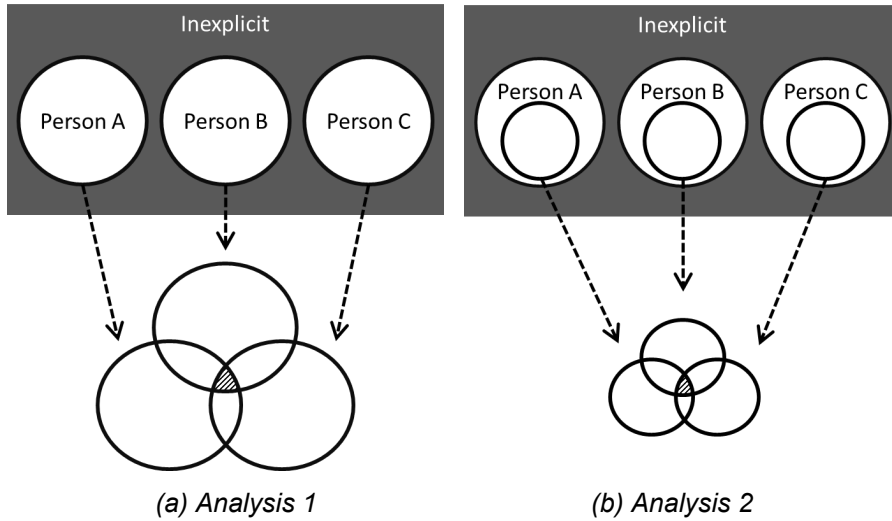 Inexplicit
Person A
Person B
Person C
(a) Analysis 1
Inexplicit
Person A
Person B
Person C
(b) Analysis 2